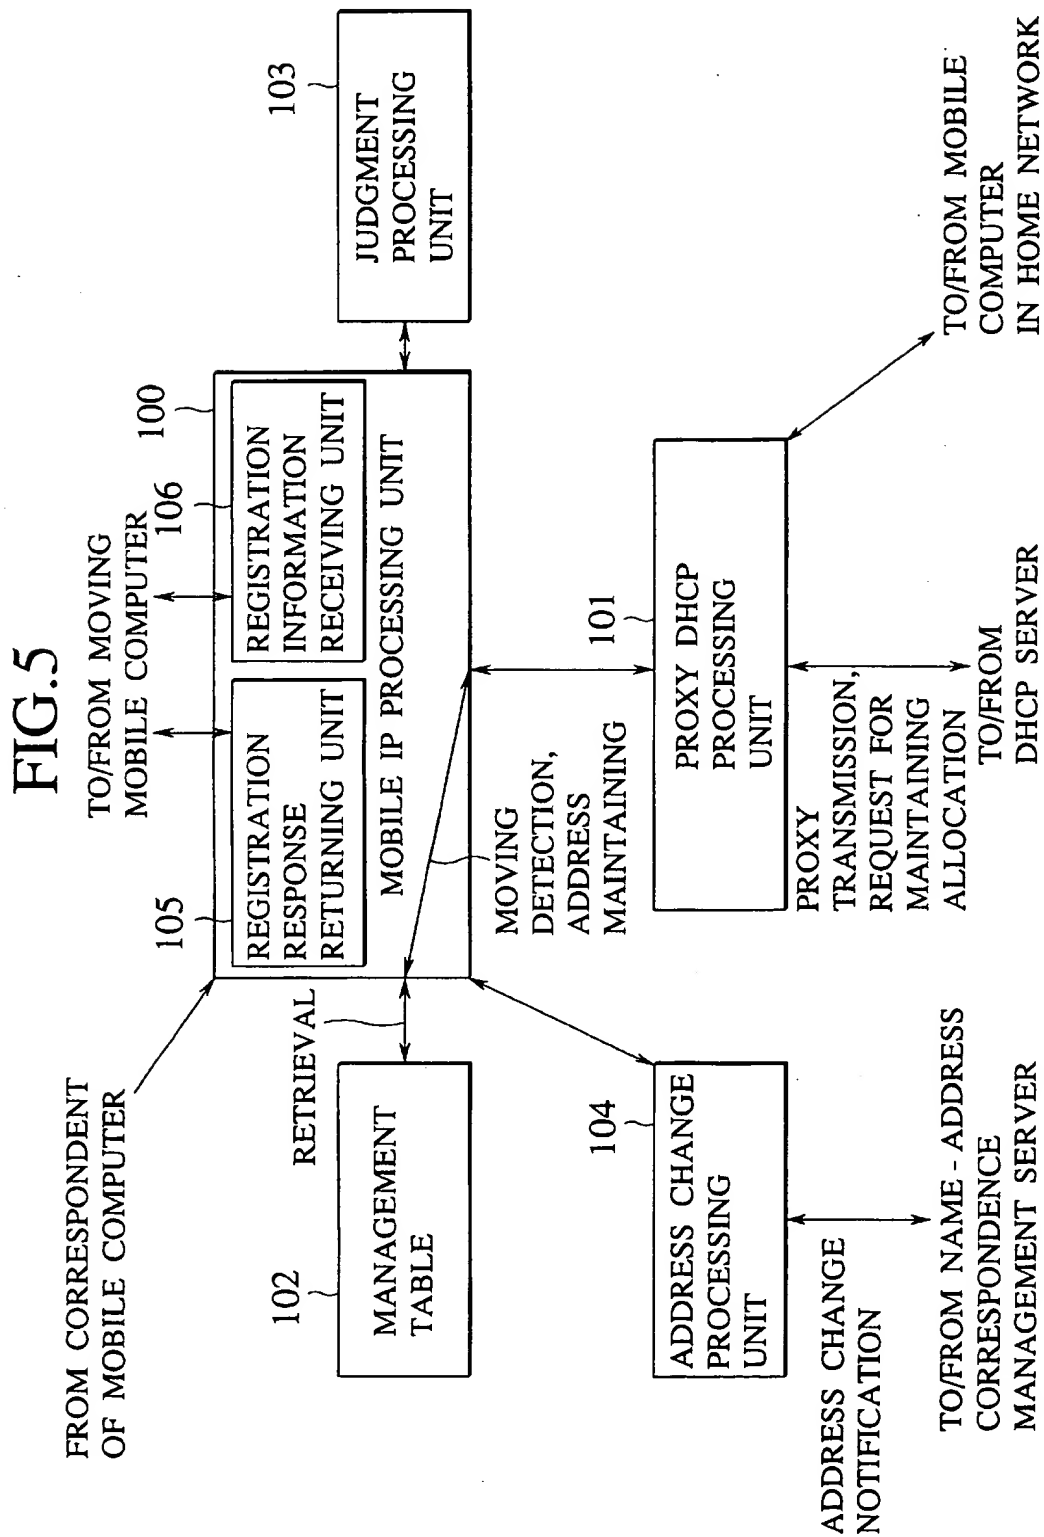 FIG.5
FROM CORRESPONDENT
OF MOBILE COMPUTER
TO/FROM MOVING
MOBILE COMPUTER
105
REGISTRATION
RESPONSE
RETURNING UNIT
106
REGISTRATION
INFORMATION
RECEIVING UNIT
100
MOBILE IP PROCESSING UNIT
103
JUDGMENT
PROCESSING
UNIT
RETRIEVAL
102
MANAGEMENT
TABLE
MOVING
DETECTION,
ADDRESS
MAINTAINING
104
ADDRESS CHANGE
PROCESSING
UNIT
101
PROXY DHCP
PROCESSING
UNIT
ADDRESS CHANGE
NOTIFICATION
PROXY
TRANSMISSION,
REQUEST FOR
MAINTAINING
ALLOCATION
TO/FROM NAME - ADDRESS
CORRESPONDENCE
MANAGEMENT SERVER
TO/FROM
DHCP SERVER
TO/FROM MOBILE
COMPUTER
IN HOME NETWORK